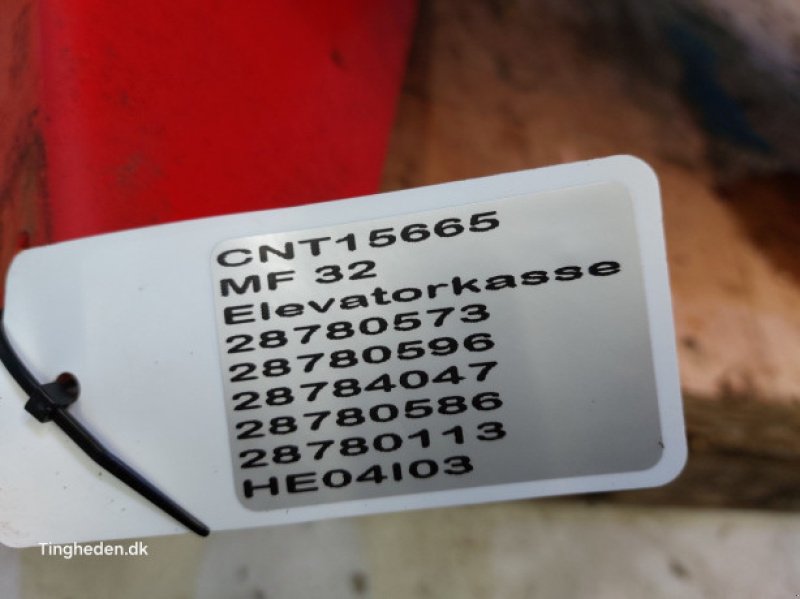 CNT15665
MF 32
Elevatorkasse
28780573
28780596
28784047
28780586
28780113
HE04I03
Tingheden.dk